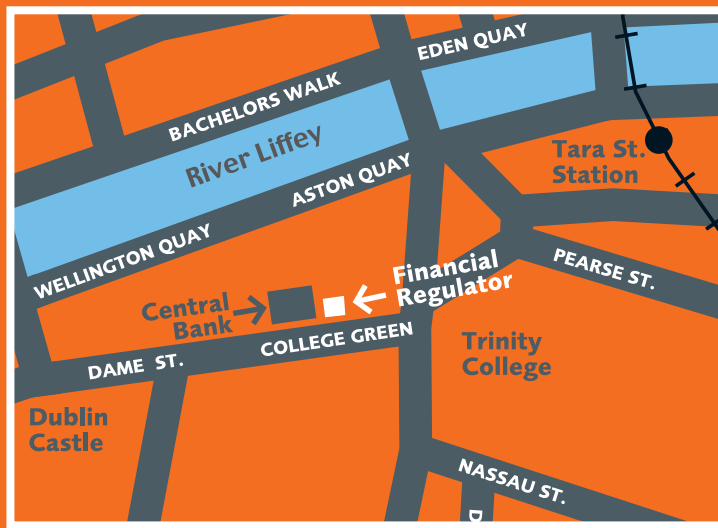 EDEN QUAY
BACHELORS WALK
River Liffey
Tara St.
Station
ASTON QUAY
WELLINGTON QUAY
PEARSE ST.
Financial
Regulator
Central
Bank
COLLEGE GREEN
Trinity
College
DAME ST.
Dublin
Castle
NASSAU ST.
D